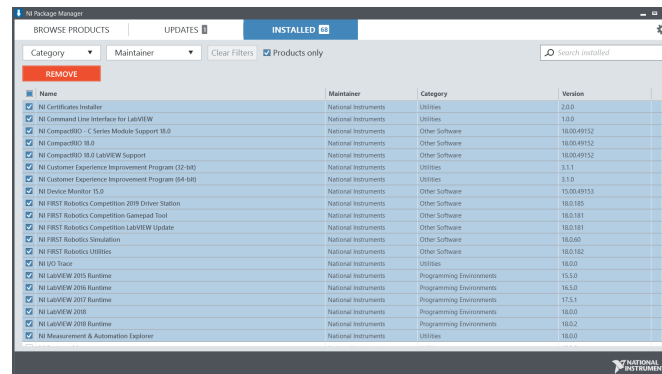 NI Package Manager
BROWSE PRODUCTS UPDATES 1 INSTALLED 68
Category Maintainer Clear Filters Products only Search installed
REMOVE
Name Maintainer Category Version
NI Certificates Installer National Instruments Utilities 2.0.0
NI Command Line Interface for LabVIEW National Instruments Utilities 1.0.0
NI CompactRIO - C Series Module Support 18.0 National Instruments Other Software 18.00.49152
NI CompactRIO 18.0 National Instruments Other Software 18.00.49152
NI CompactRIO 18.0 LabVIEW Support National Instruments Other Software 18.00.49152
NI Customer Experience Improvement Program (32-bit) National Instruments Utilities 3.1.1
NI Customer Experience Improvement Program (64-bit) National Instruments Utilities 3.1.0
NI Device Monitor 15.0 National Instruments Other Software 15.00.49153
NI FIRST Robotics Competition 2019 Driver Station National Instruments Other Software 18.0.185
NI FIRST Robotics Competition Gamepad Tool National Instruments Other Software 18.0.181
NI FIRST Robotics Competition LabVIEW Update National Instruments Other Software 18.0.181
NI FIRST Robotics Simulation National Instruments Other Software 18.0.60
NI FIRST Robotics Utilities National Instruments Other Software 18.0.182
NI I/O Trace National Instruments Utilities 18.0.0
NI LabVIEW 2015 Runtime National Instruments Programming Environments 15.5.0
NI LabVIEW 2016 Runtime National Instruments Programming Environments 16.5.0
NI LabVIEW 2017 Runtime National Instruments Programming Environments 17.5.1
NI LabVIEW 2018 National Instruments Programming Environments 18.0.0
NI LabVIEW 2018 Runtime National Instruments Programming Environments 18.0.2
NI Measurement & Automation Explorer National Instruments Utilities 18.0.0
NATIONAL
INSTRUMEN